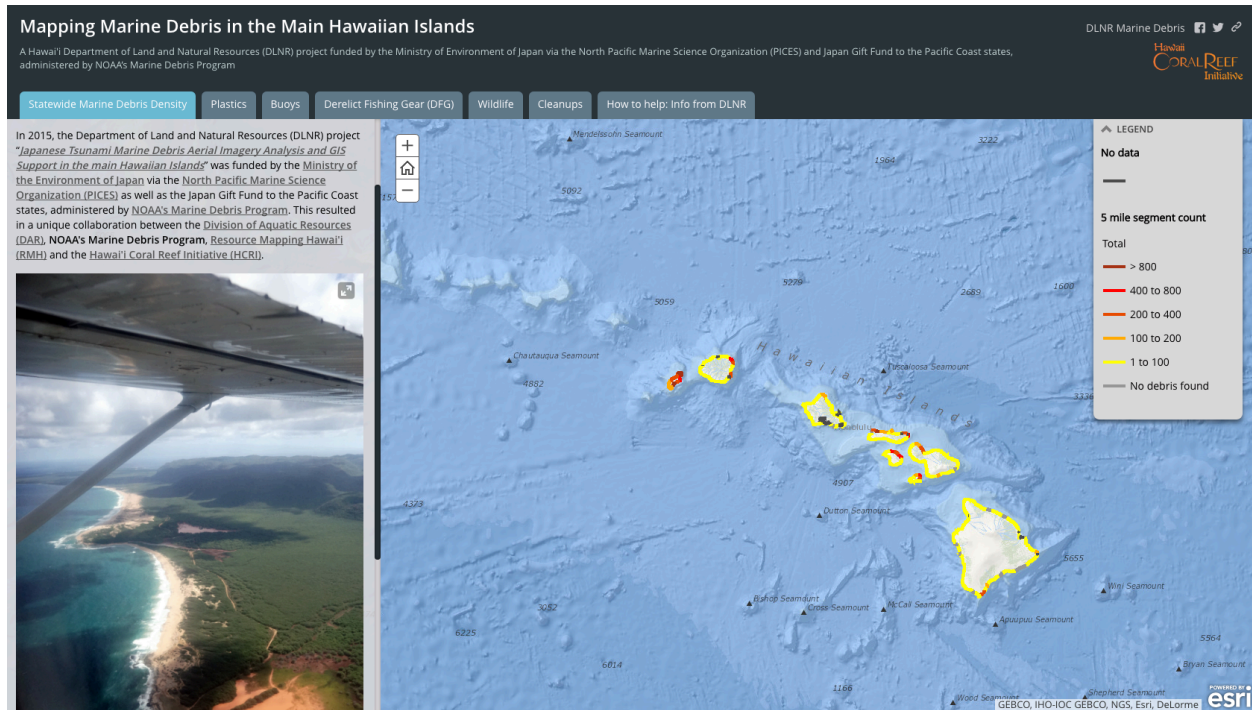 Mapping Marine Debris in the Main Hawaiian Islands
A Hawai'i Department of Land and Natural Resources (DLNR) project funded by the Ministry of Environment of Japan via the North Pacific Marine Science Organization (PICES) and Japan Gift Fund to the Pacific Coast states,
administered by NOAA's Marine Debris Program
DLNR Marine Debris
Hawaii
CORAL REEF
Initiative
Statewide Marine Debris Density
Plastics
Buoys
Derelict Fishing Gear (DFG)
Wildlife
Cleanups
How to help: Info from DLNR
In 2015, the Department of Land and Natural Resources (DLNR) project
"Japanese Tsunami Marine Debris Aerial Imagery Analysis and GIS
Support in the main Hawaiian Islands" was funded by the Ministry of
the Environment of Japan via the North Pacific Marine Science
Organization (PICES) as well as the Japan Gift Fund to the Pacific Coast
states, administered by NOAA's Marine Debris Program. This resulted
in a unique collaboration between the Division of Aquatic Resources
(DAR), NOAA's Marine Debris Program, Resource Mapping Hawai'i
(RMH) and the Hawai'i Coral Reef Initiative (HCRI).
Mendelssohn Seamount
3222
1964
5092
5279
2689
1600
5059
Chautauqua Seamount
4882
Hawaiian Islands
Tuscaloosa Seamount
3336
4907
4373
Dutton Seamount
5655
Wini Seamount
Bishop Seamount
Cross Seamount
McCall Seamount
Apuupuu Seamount
3052
6225
5564
6014
Bryan Seamount
1166
Wood Seamount
Shepherd Seamount
LEGEND
No data
5 mile segment count
Total
> 800
400 to 800
200 to 400
100 to 200
1 to 100
No debris found
GEBCO, IHO-IOC GEBCO, NGS, Esri, DeLorme
POWERED BY
esri